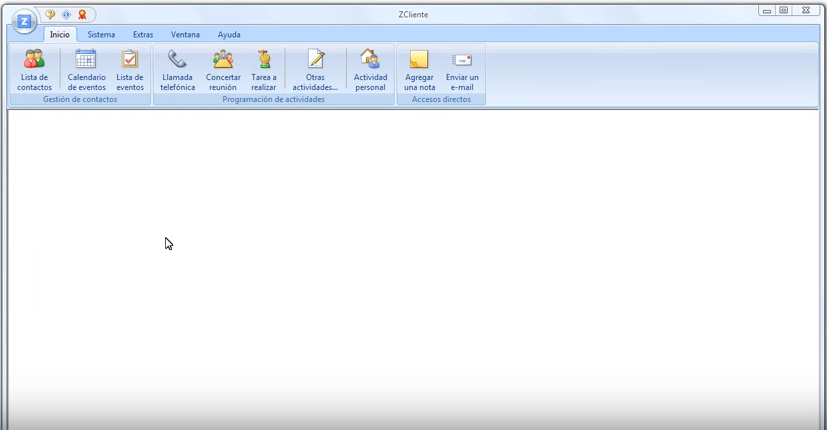 ZCliente
Z
Inicio Sistema Extras Ventana Ayuda
Lista de contactos
Calendario de eventos
Lista de eventos
Llamada telefónica
Concertar reunión
Tarea a realizar
Otras actividades...
Actividad personal
Agregar una nota
Enviar un e-mail
Gestión de contactos
Programación de actividades
Accesos directos